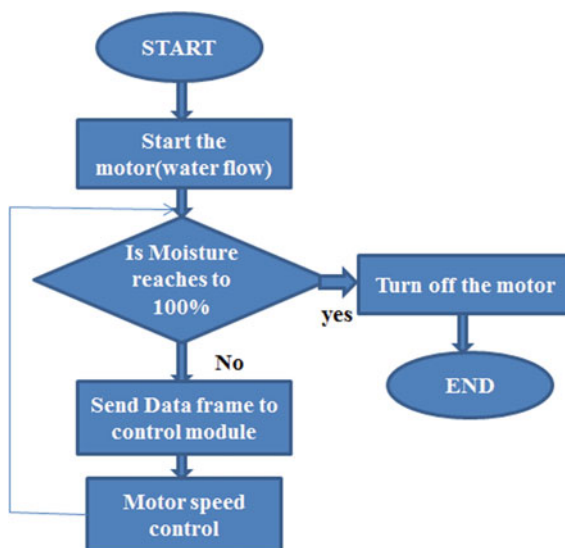 START
Start the
motor(water flow)
Is Moisture
reaches to
100%
yes
Turn off the motor
END
No
Send Data frame to
control module
Motor speed
control